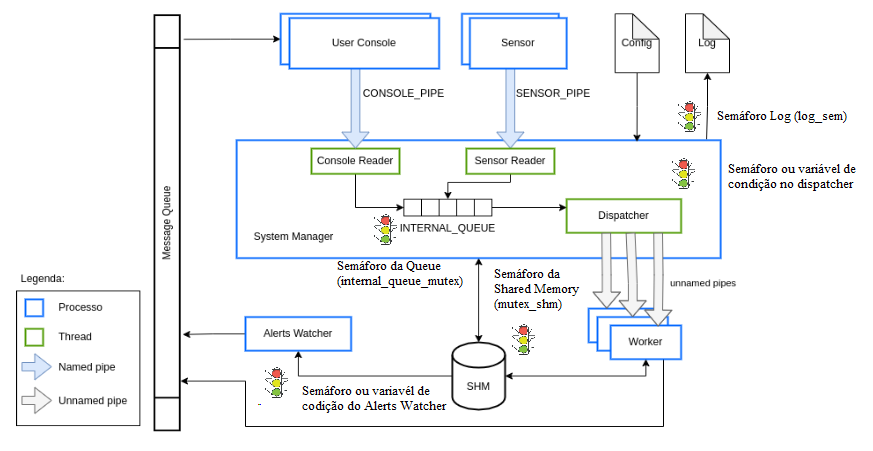 User Console
Sensor
Config
Log
CONSOLE_PIPE
SENSOR_PIPE
Semáforo Log (log_sem)
Console Reader
Sensor Reader
Semáforo ou variável de
condição no dispatcher
Message Queue
INTERNAL_QUEUE
Dispatcher
System Manager
Semáforo da Queue
(internal_queue_mutex)
Semáforo da
Shared Memory
(mutex_shm)
unnamed pipes
Legenda:
Processo
Thread
Named pipe
Unnamed pipe
Alerts Watcher
Worker
SHM
Semáforo ou variavél de
codição do Alerts Watcher